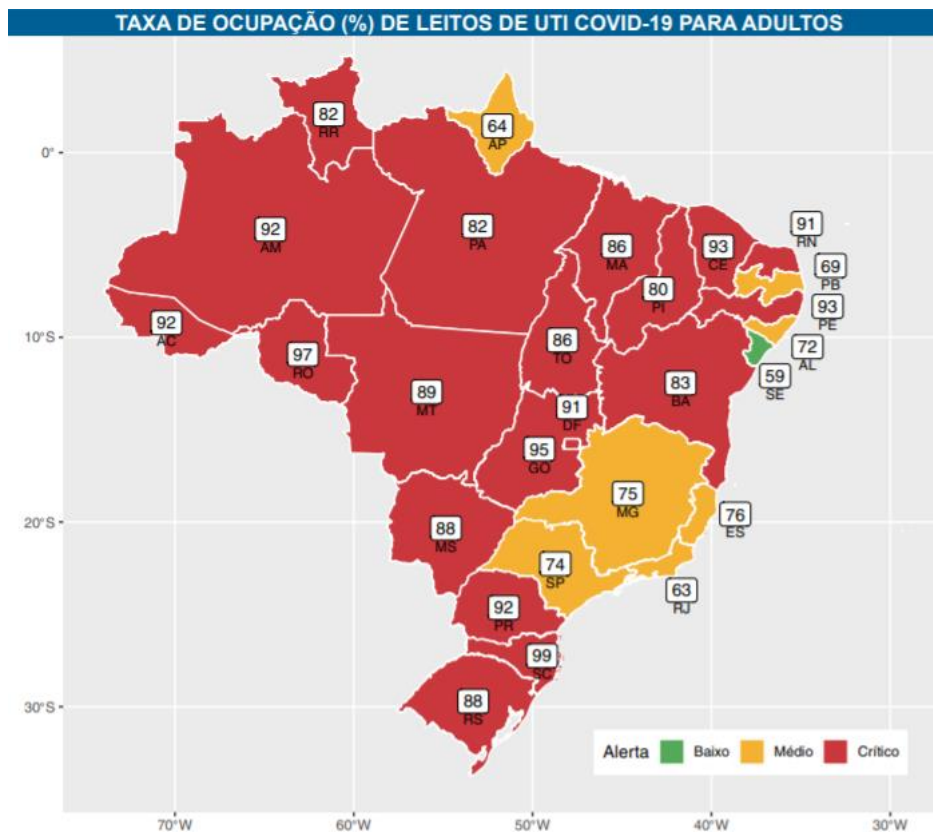 TAXA DE OCUPAÇÃO (%) DE LEITOS DE UTI COVID-19 PARA ADULTOS
82
RR
64
AP
0°
92
AM
82
PA
86
MA
93
CE
91
RN
69
PB
80
PI
93
PE
92
AC
10°S
97
RO
86
TO
72
AL
59
SE
89
MT
83
BA
91
DF
95
GO
75
MG
76
ES
20°S
88
MS
74
SP
63
RJ
92
PR
99
SC
30°S
88
RS
Alerta Baixo Médio Crítico
70°W 60°W 50°W 40°W 30°W